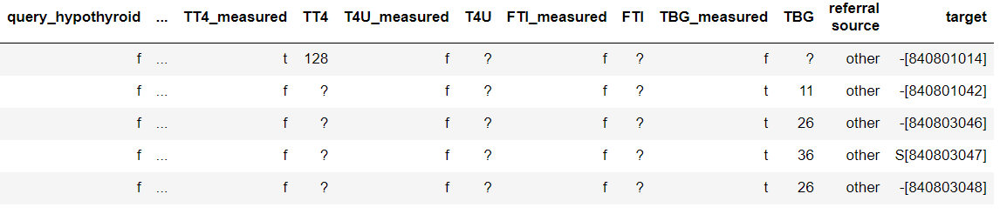 query_hypothyroid ... TT4_measured TT4 T4U_measured T4U FTI_measured FTI TBG_measured TBG referral source target
f ... t 128 f ? f ? f ? other -[840801014]
f ... f ? f ? f ? t 11 other -[840801042]
f ... f ? f ? f ? t 26 other -[840803046]
f ... f ? f ? f ? t 36 other S[840803047]
f ... f ? f ? f ? t 26 other -[840803048]